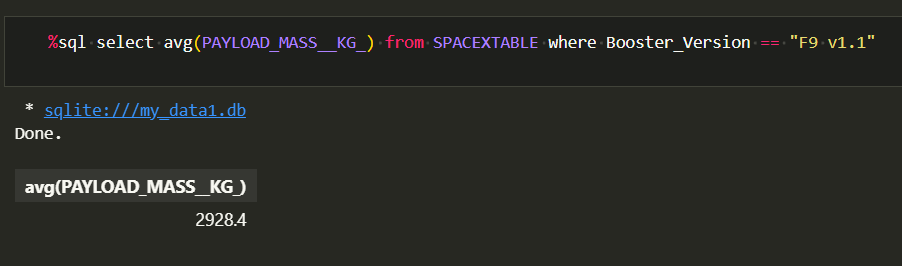 %sql select avg(PAYLOAD_MASS__KG_) from SPACEXTABLE where Booster_Version == "F9 v1.1"
* sqlite:///my_data1.db
Done.
avg(PAYLOAD_MASS__KG_)
2928.4